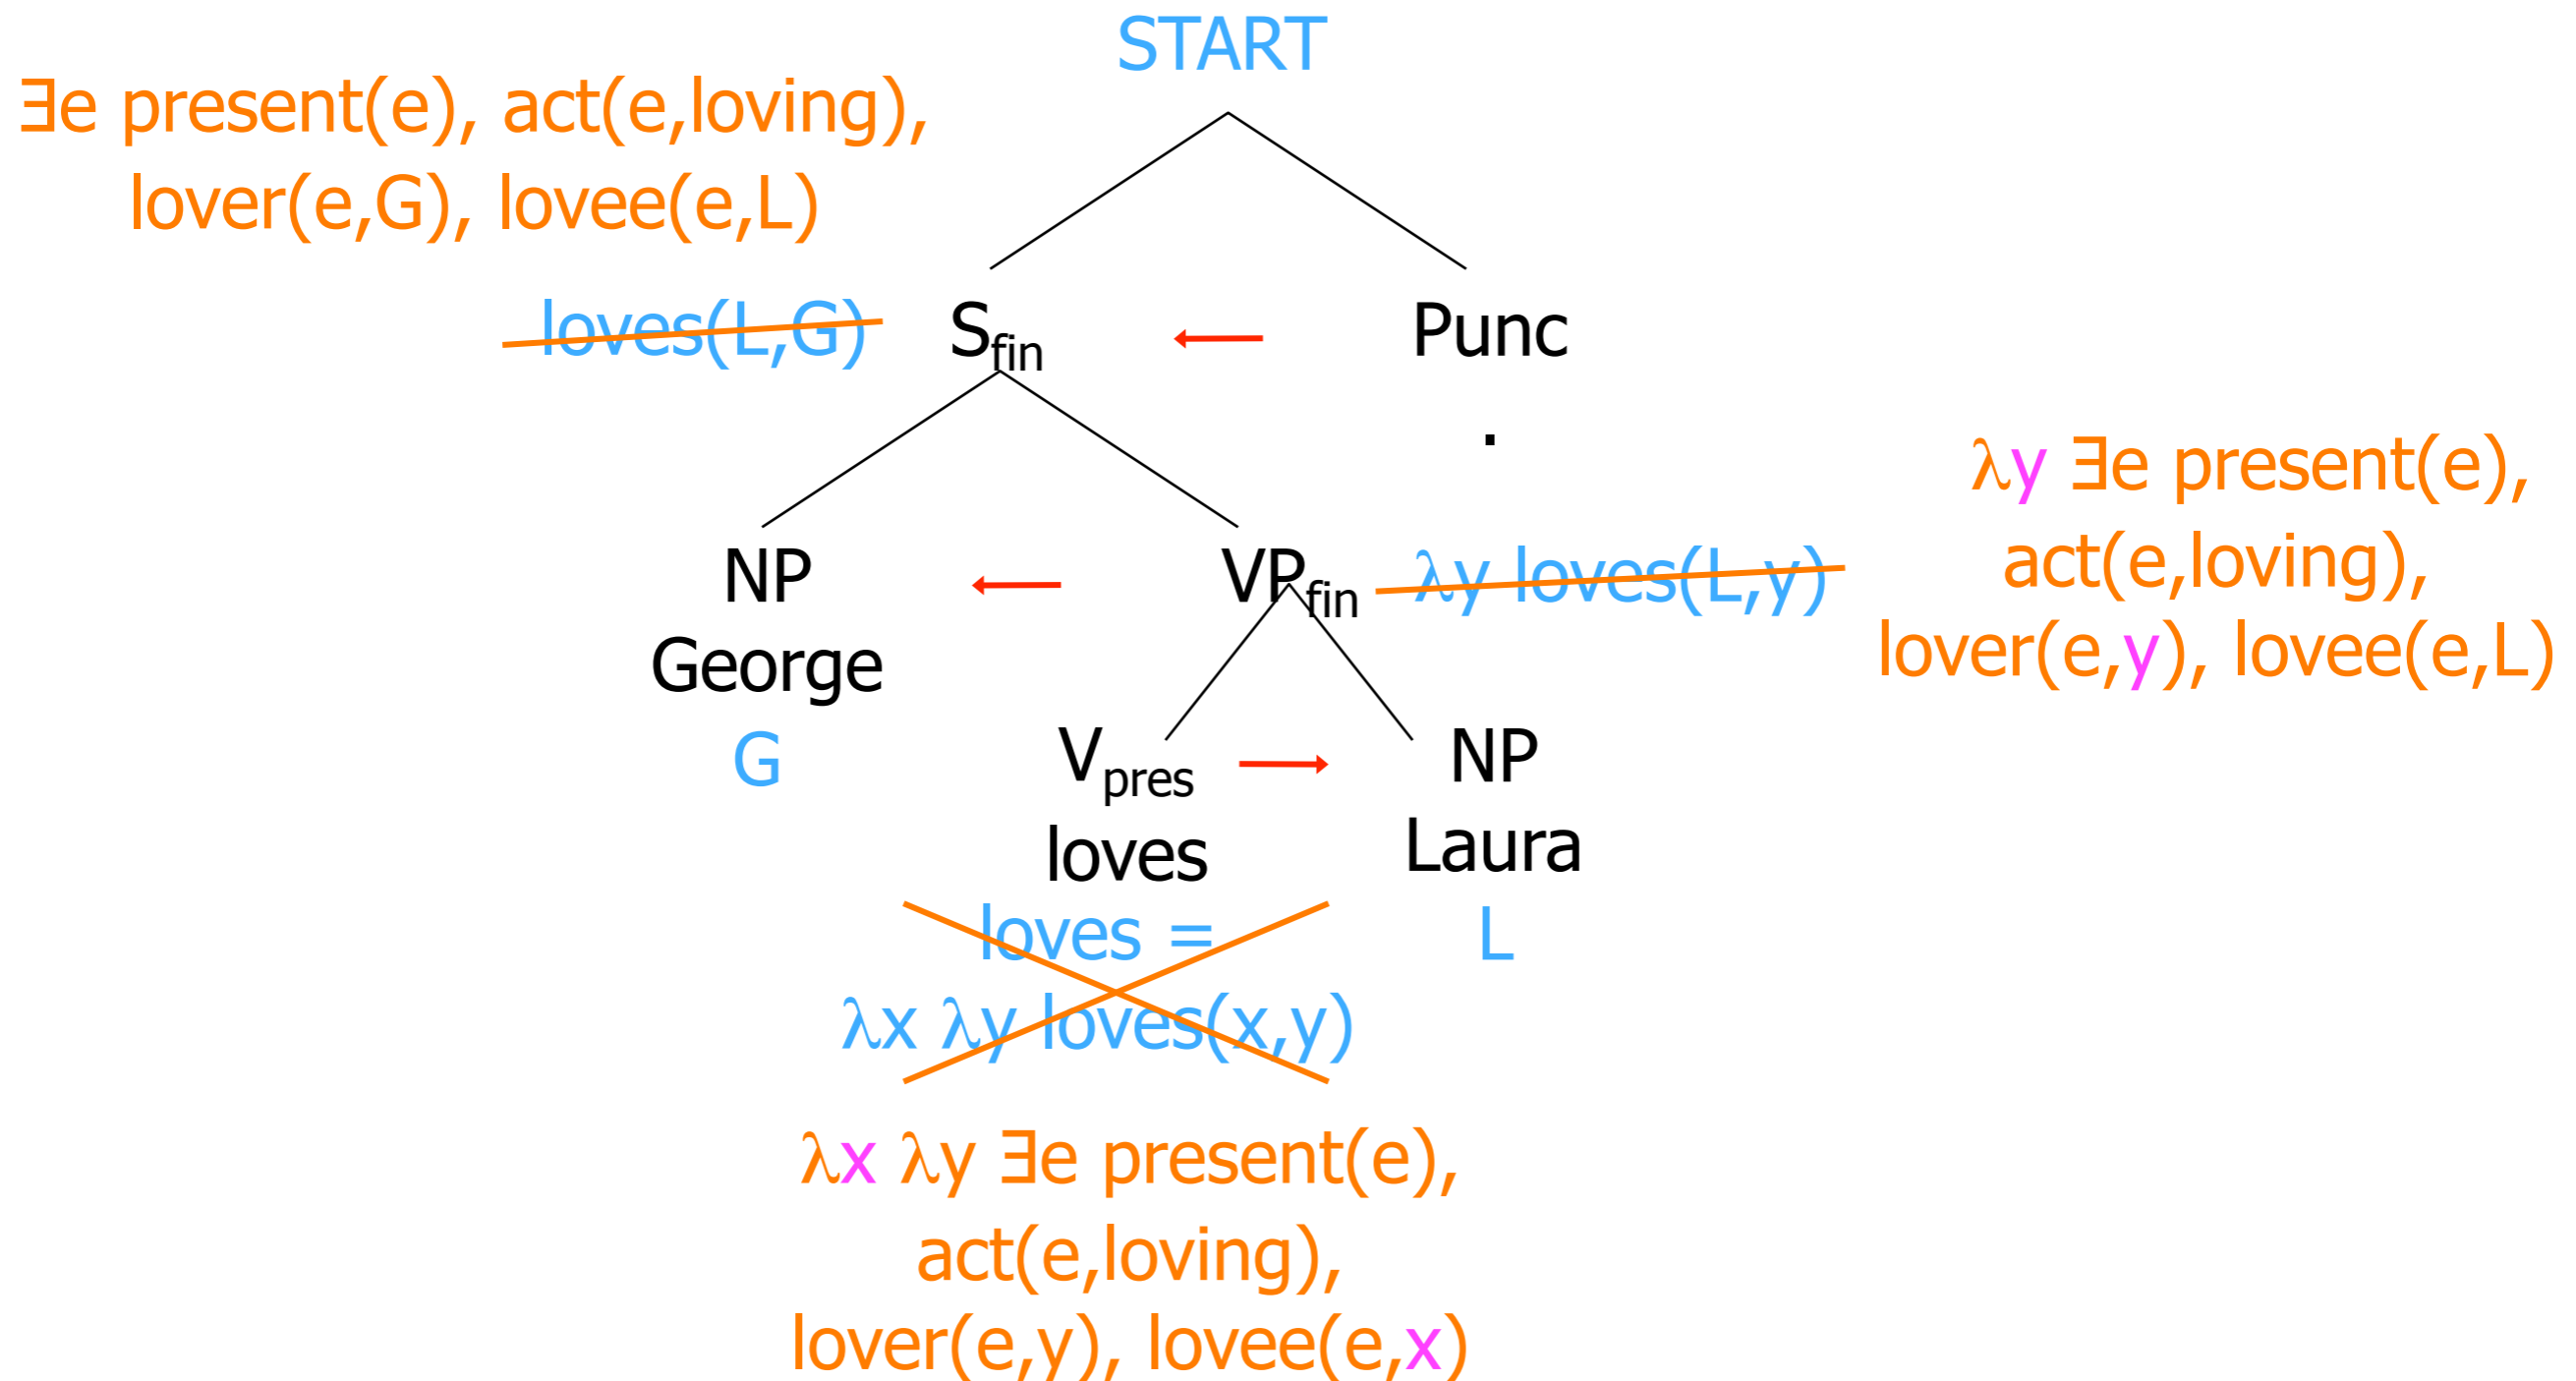 START
∃e present(e), act(e,loving),
lover(e,G), lovee(e,L)
loves(L,G)
Sfin
Punc
.
NP
George
G
VPfin
λy loves(L,y)
λy ∃e present(e),
act(e,loving),
lover(e,y), lovee(e,L)
Vpres
loves
NP
Laura
L
loves =
λx λy loves(x,y)
λx λy ∃e present(e),
act(e,loving),
lover(e,y), lovee(e,x)